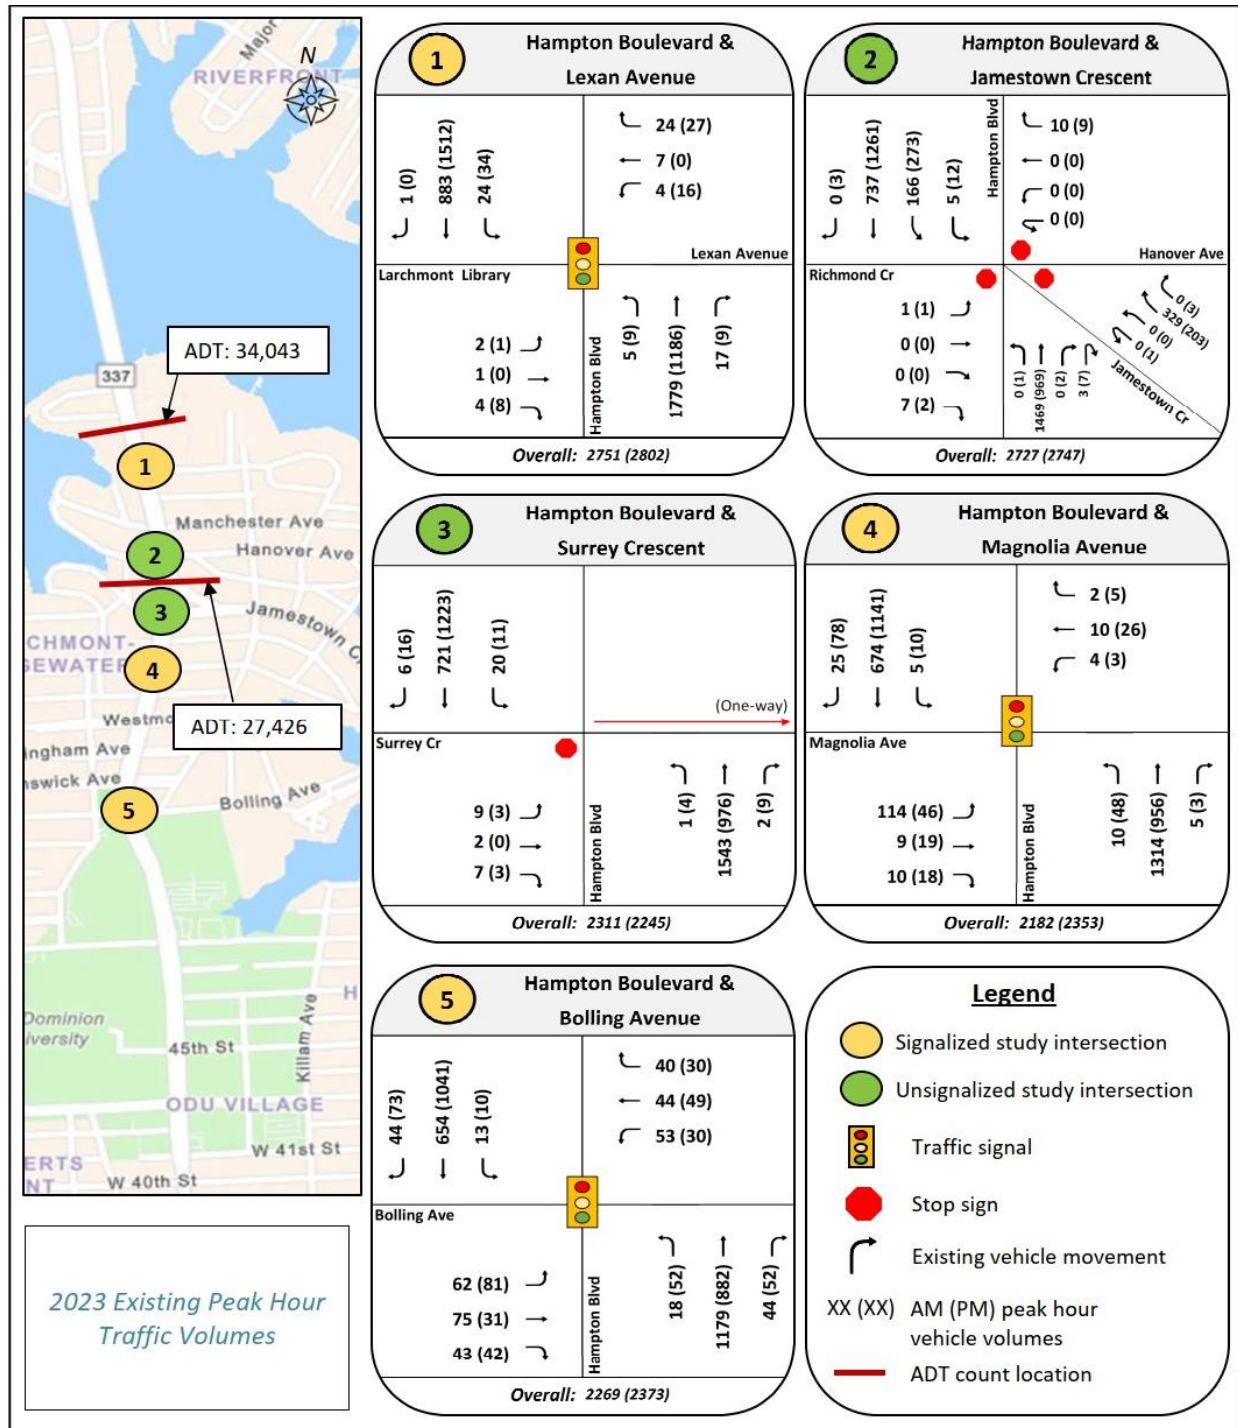 Major
N
RIVERFRONT
ADT: 34,043
337
1
Manchester Ave
2
Hanover Ave
3
Jamestown C
CHMONT-
GEWATER
4
Westmo
ADT: 27,426
ingham Ave
nswick Ave
5
Bolling Ave
Dominion
iversity
45th St
Killam Ave
H
ODU VILLAGE
W 41st St
ERTS
NT
W 40th St
2023 Existing Peak Hour
Traffic Volumes
1
Hampton Boulevard &
Lexan Avenue
1 (0)
883 (1512)
24 (34)
24 (27)
7 (0)
4 (16)
Lexan Avenue
Larchmont Library
2 (1)
1 (0)
4 (8)
Hampton Blvd
5 (9)
1779 (1186)
17 (9)
Overall: 2751 (2802)
2
Hampton Boulevard &
Jamestown Crescent
0 (3)
737 (1261)
166 (273)
5 (12)
Hampton Blvd
10 (9)
0 (0)
0 (0)
0 (0)
Hanover Ave
Richmond Cr
1 (1)
0 (0)
0 (0)
7 (2)
0 (1)
1469 (969)
0 (2)
3 (7)
0 (3)
329 (203)
0 (0)
0 (1)
Jamestown Cr
Overall: 2727 (2747)
3
Hampton Boulevard &
Surrey Crescent
6 (16)
721 (1223)
20 (11)
(One-way)
Surrey Cr
9 (3)
2 (0)
7 (3)
Hampton Blvd
1 (4)
1543 (976)
2 (9)
Overall: 2311 (2245)
4
Hampton Boulevard &
Magnolia Avenue
25 (78)
674 (1141)
5 (10)
2 (5)
10 (26)
4 (3)
Magnolia Ave
114 (46)
9 (19)
10 (18)
Hampton Blvd
10 (48)
1314 (956)
5 (3)
Overall: 2182 (2353)
5
Hampton Boulevard &
Bolling Avenue
44 (73)
654 (1041)
13 (10)
40 (30)
44 (49)
53 (30)
Bolling Ave
62 (81)
75 (31)
43 (42)
Hampton Blvd
18 (52)
1179 (882)
44 (52)
Overall: 2269 (2373)
Legend
Signalized study intersection
Unsignalized study intersection
Traffic signal
Stop sign
Existing vehicle movement
XX (XX) AM (PM) peak hour
vehicle volumes
ADT count location